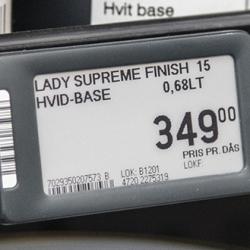 Hvit base
LADY SUPREME FINISH 15
HVID-BASE 0,68LT
34900
PRIS PR. DÅS
7029350207573 B LOK: B1201 LOKF:
4720 2275319